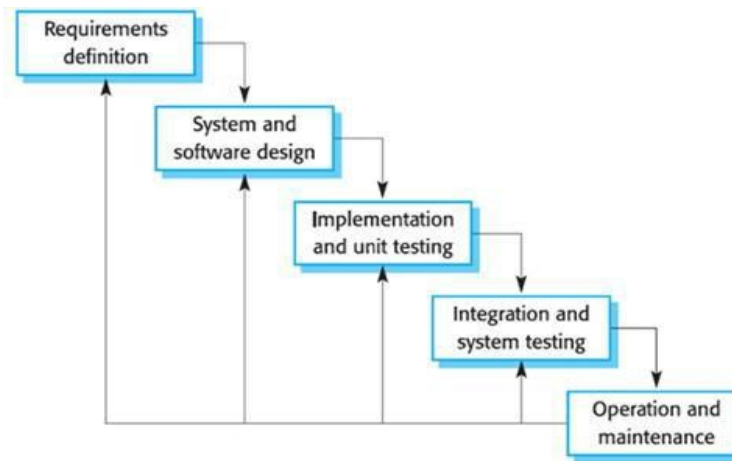 Requirements
definition
System and
software design
Implementation
and unit testing
Integration and
system testing
Operation and
maintenance